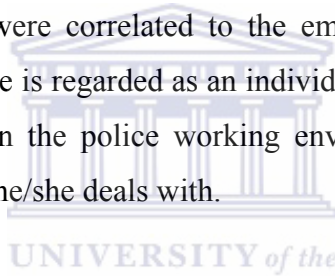 were correlated to the em
e is regarded as an individ
n the police working env
he/she deals with.
UNIVERSITY of the